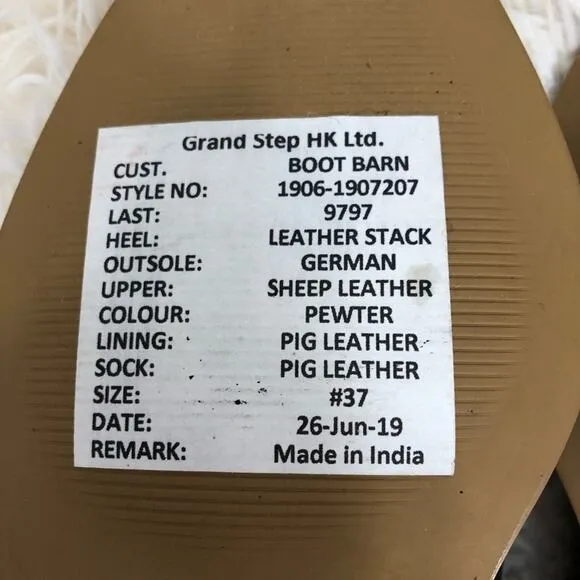 Grand Step HK Ltd.
CUST. BOOT BARN
STYLE NO: 1906-1907207
LAST: 9797
HEEL: LEATHER STACK
OUTSOLE: GERMAN
UPPER: SHEEP LEATHER
COLOUR: PEWTER
LINING: PIG LEATHER
SOCK: PIG LEATHER
SIZE: #37
DATE: 26-Jun-19
REMARK: Made in India